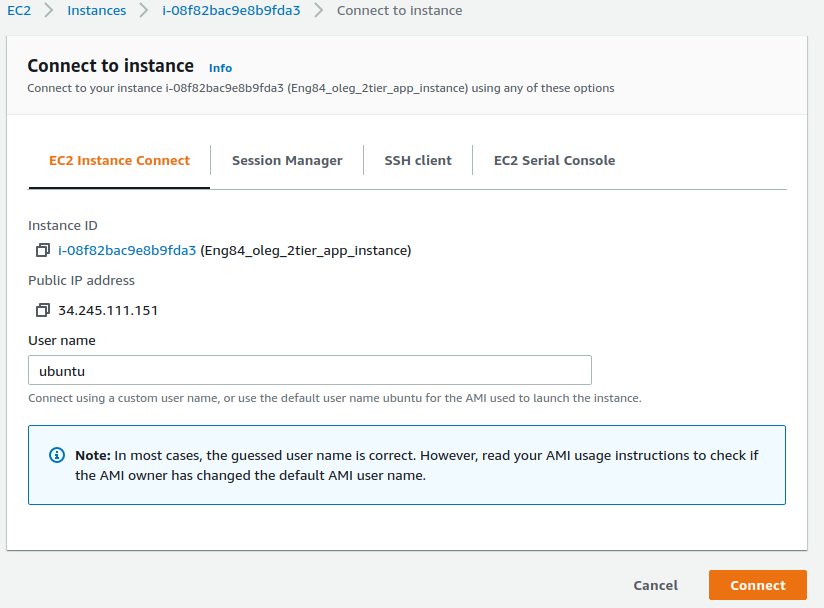 EC2 Instances i-08f82bac9e8b9fda3 Connect to instance
Connect to instance Info
Connect to your instance i-08f82bac9e8b9fda3 (Eng84_oleg_2tier_app_instance) using any of these options
EC2 Instance Connect Session Manager SSH client EC2 Serial Console
Instance ID
i-08f82bac9e8b9fda3 (Eng84_oleg_2tier_app_instance)
Public IP address
34.245.111.151
User name
ubuntu
Connect using a custom user name, or use the default user name ubuntu for the AMI used to launch the instance.
Note: In most cases, the guessed user name is correct. However, read your AMI usage instructions to check if
the AMI owner has changed the default AMI user name.
Cancel Connect